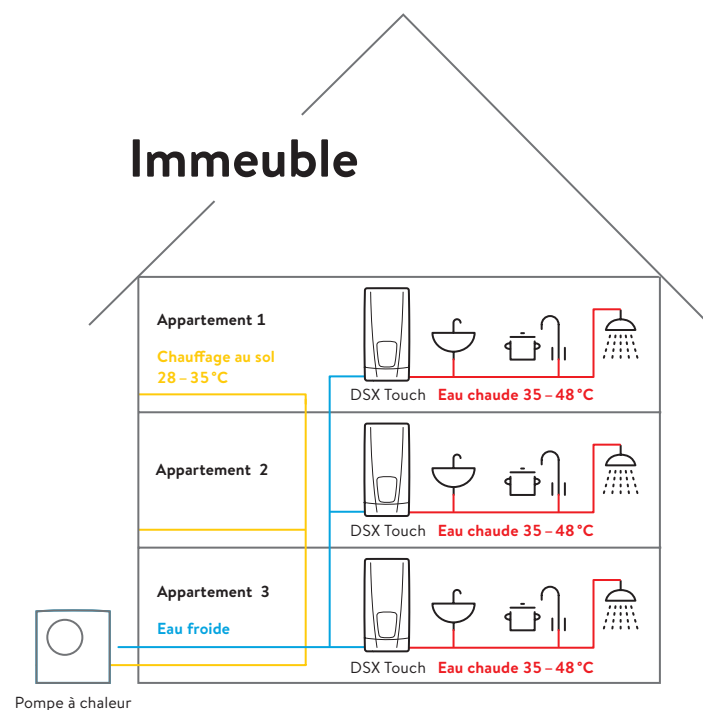 Immeuble
Appartement 1
Chauffage au sol
28 – 35 °C
DSX Touch Eau chaude 35 – 48 °C
Appartement 2
DSX Touch Eau chaude 35 – 48 °C
Appartement 3
Eau froide
DSX Touch Eau chaude 35 – 48 °C
Pompe à chaleur